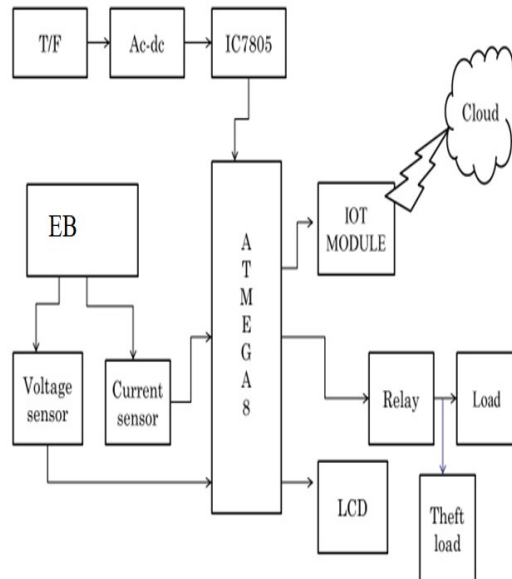 T/F
Ac-dc
IC7805
Cloud
EB
A
T
M
E
G
A
8
IOT
MODULE
Voltage
sensor
Current
sensor
Relay
Load
LCD
Theft
load